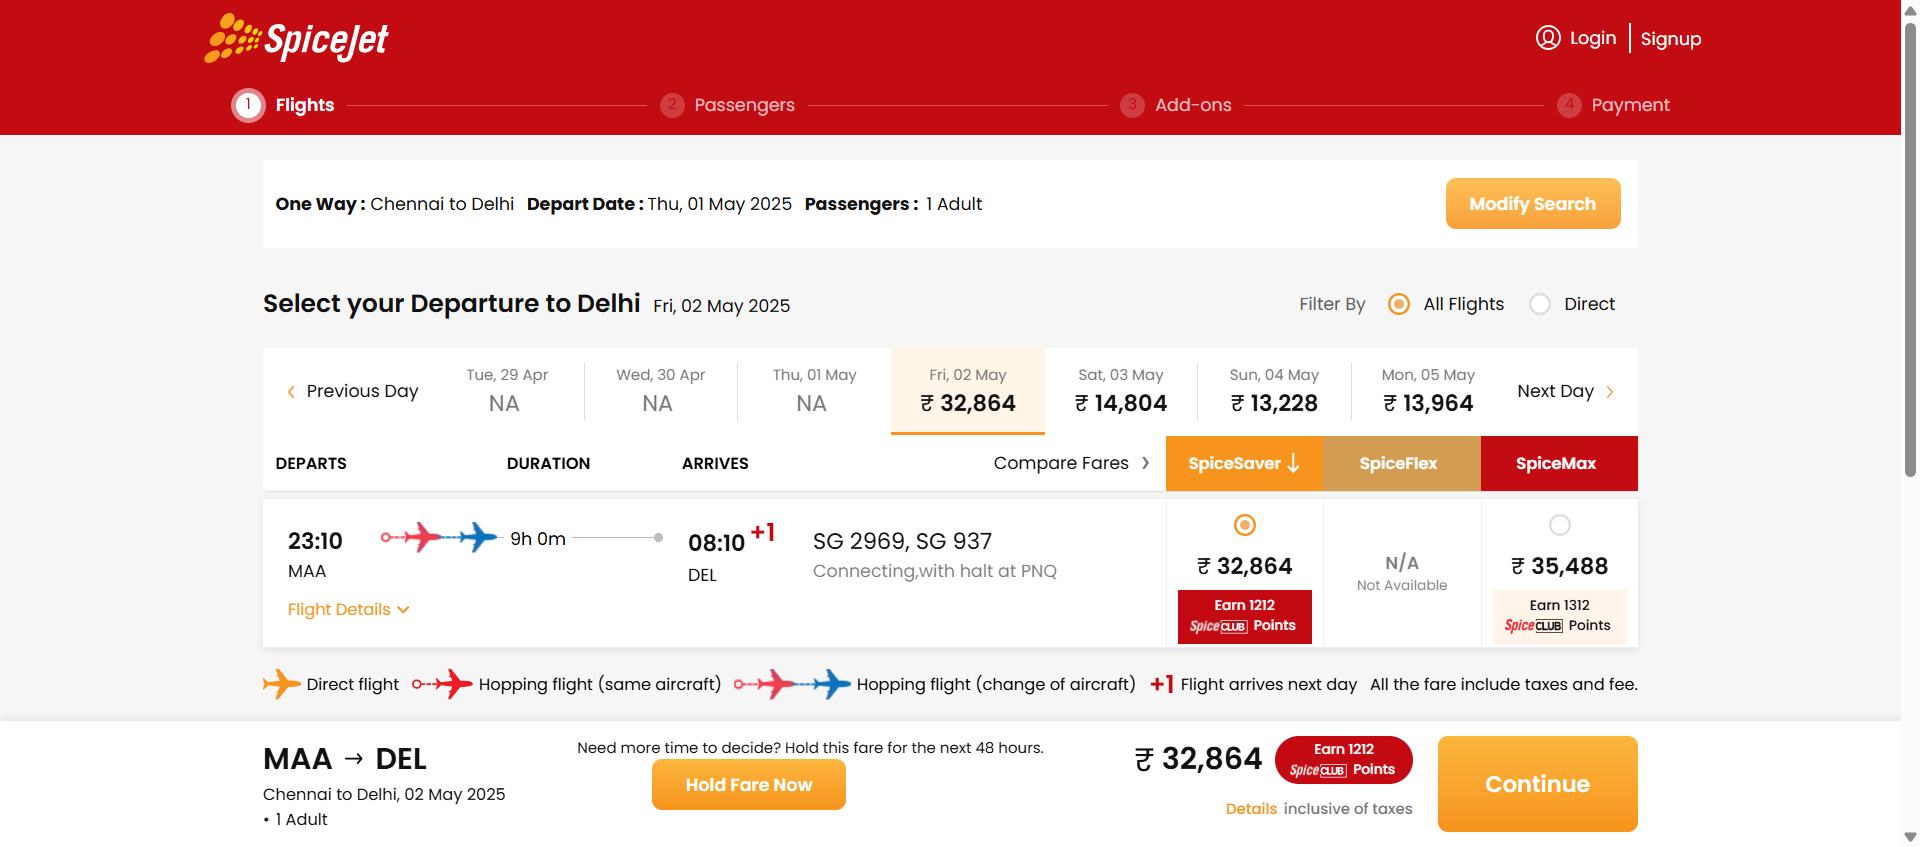 SpiceJet
Login
Signup
1 Flights
2 Passengers
3 Add-ons
4 Payment
One Way : Chennai to Delhi Depart Date : Thu, 01 May 2025 Passengers : 1 Adult
Modify Search
Select your Departure to Delhi Fri, 02 May 2025
Filter By All Flights Direct
Previous Day
Tue, 29 Apr
NA
Wed, 30 Apr
NA
Thu, 01 May
NA
Fri, 02 May
₹ 32,864
Sat, 03 May
₹ 14,804
Sun, 04 May
₹ 13,228
Mon, 05 May
₹ 13,964
Next Day
DEPARTS DURATION ARRIVES Compare Fares SpiceSaver SpiceFlex SpiceMax
23:10
MAA
9h 0m
08:10 +1
DEL
SG 2969, SG 937
Connecting,with halt at PNQ
Flight Details
₹ 32,864
Earn 1212
SpiceCLUB Points
N/A
Not Available
₹ 35,488
Earn 1312
SpiceCLUB Points
Direct flight Hopping flight (same aircraft) Hopping flight (change of aircraft) +1 Flight arrives next day All the fare include taxes and fee.
MAA → DEL
Chennai to Delhi, 02 May 2025
• 1 Adult
Need more time to decide? Hold this fare for the next 48 hours.
Hold Fare Now
₹ 32,864
Earn 1212
SpiceCLUB Points
Details inclusive of taxes
Continue